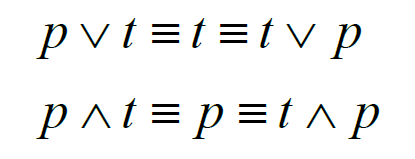 p ∨ t ≡ t ≡ t ∨ p
p ∧ t ≡ p ≡ t ∧ p